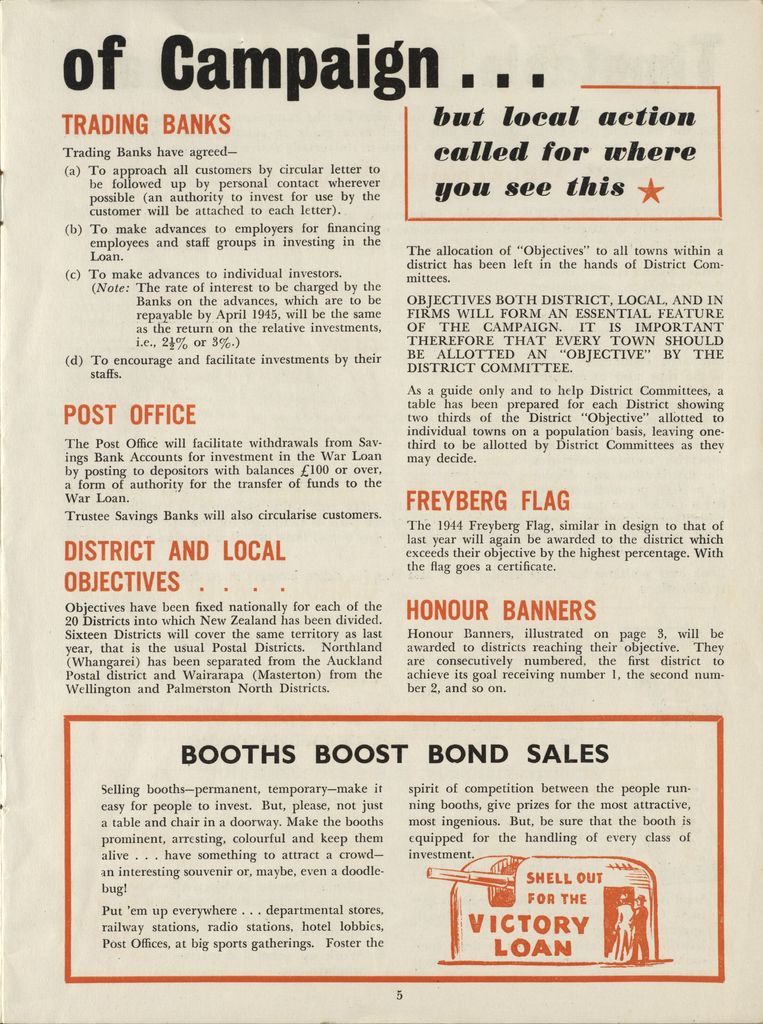 of Campaign . . .
TRADING BANKS
Trading Banks have agreed—
(a) To approach all customers by circular letter to
be followed up by personal contact wherever
possible (an authority to invest for use by the
customer will be attached to each letter).
(b) To make advances to employers for financing
employees and staff groups in investing in the
Loan.
(c) To make advances to individual investors.
(Note: The rate of interest to be charged by the
Banks on the advances, which are to be
repayable by April 1945, will be the same
as the return on the relative investments,
i.e., 2½% or 3%.)
(d) To encourage and facilitate investments by their
staffs.
POST OFFICE
The Post Office will facilitate withdrawals from Sav-
ings Bank Accounts for investment in the War Loan
by posting to depositors with balances £100 or over,
a form of authority for the transfer of funds to the
War Loan.
Trustee Savings Banks will also circularise customers.
DISTRICT AND LOCAL
OBJECTIVES . . . .
Objectives have been fixed nationally for each of the
20 Districts into which New Zealand has been divided.
Sixteen Districts will cover the same territory as last
year, that is the usual Postal Districts. Northland
(Whangarei) has been separated from the Auckland
Postal district and Wairarapa (Masterton) from the
Wellington and Palmerston North Districts.
but local action
called for where
you see this ★
The allocation of "Objectives" to all towns within a
district has been left in the hands of District Com-
mittees.
OBJECTIVES BOTH DISTRICT, LOCAL, AND IN
FIRMS WILL FORM AN ESSENTIAL FEATURE
OF THE CAMPAIGN. IT IS IMPORTANT
THEREFORE THAT EVERY TOWN SHOULD
BE ALLOTTED AN "OBJECTIVE" BY THE
DISTRICT COMMITTEE.
As a guide only and to help District Committees, a
table has been prepared for each District showing
two thirds of the District "Objective" allotted to
individual towns on a population basis, leaving one-
third to be allotted by District Committees as they
may decide.
FREYBERG FLAG
The 1944 Freyberg Flag, similar in design to that of
last year will again be awarded to the district which
exceeds their objective by the highest percentage. With
the flag goes a certificate.
HONOUR BANNERS
Honour Banners, illustrated on page 3, will be
awarded to districts reaching their objective. They
are consecutively numbered, the first district to
achieve its goal receiving number 1, the second num-
ber 2, and so on.
BOOTHS BOOST BOND SALES
Selling booths—permanent, temporary—make it
easy for people to invest. But, please, not just
a table and chair in a doorway. Make the booths
prominent, arresting, colourful and keep them
alive . . . have something to attract a crowd—
an interesting souvenir or, maybe, even a doodle-
bug!
Put 'em up everywhere . . . departmental stores,
railway stations, radio stations, hotel lobbies,
Post Offices, at big sports gatherings. Foster the
spirit of competition between the people run-
ning booths, give prizes for the most attractive,
most ingenious. But, be sure that the booth is
equipped for the handling of every class of
investment.
SHELL OUT
FOR THE
VICTORY
LOAN
5